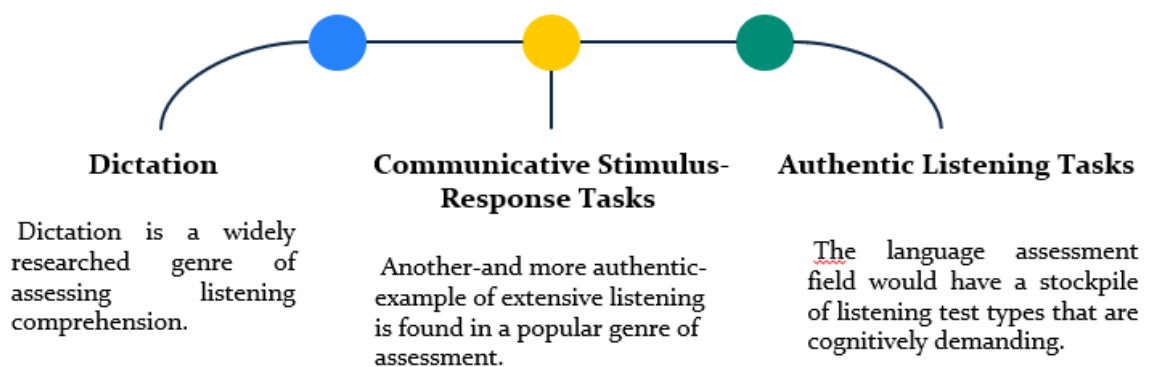 Dictation
Dictation is a widely
researched genre of
assessing listening
comprehension.
Communicative Stimulus-
Response Tasks
Another-and more authentic-
example of extensive listening
is found in a popular genre of
assessment.
Authentic Listening Tasks
The language assessment
field would have a stockpile
of listening test types that are
cognitively demanding.